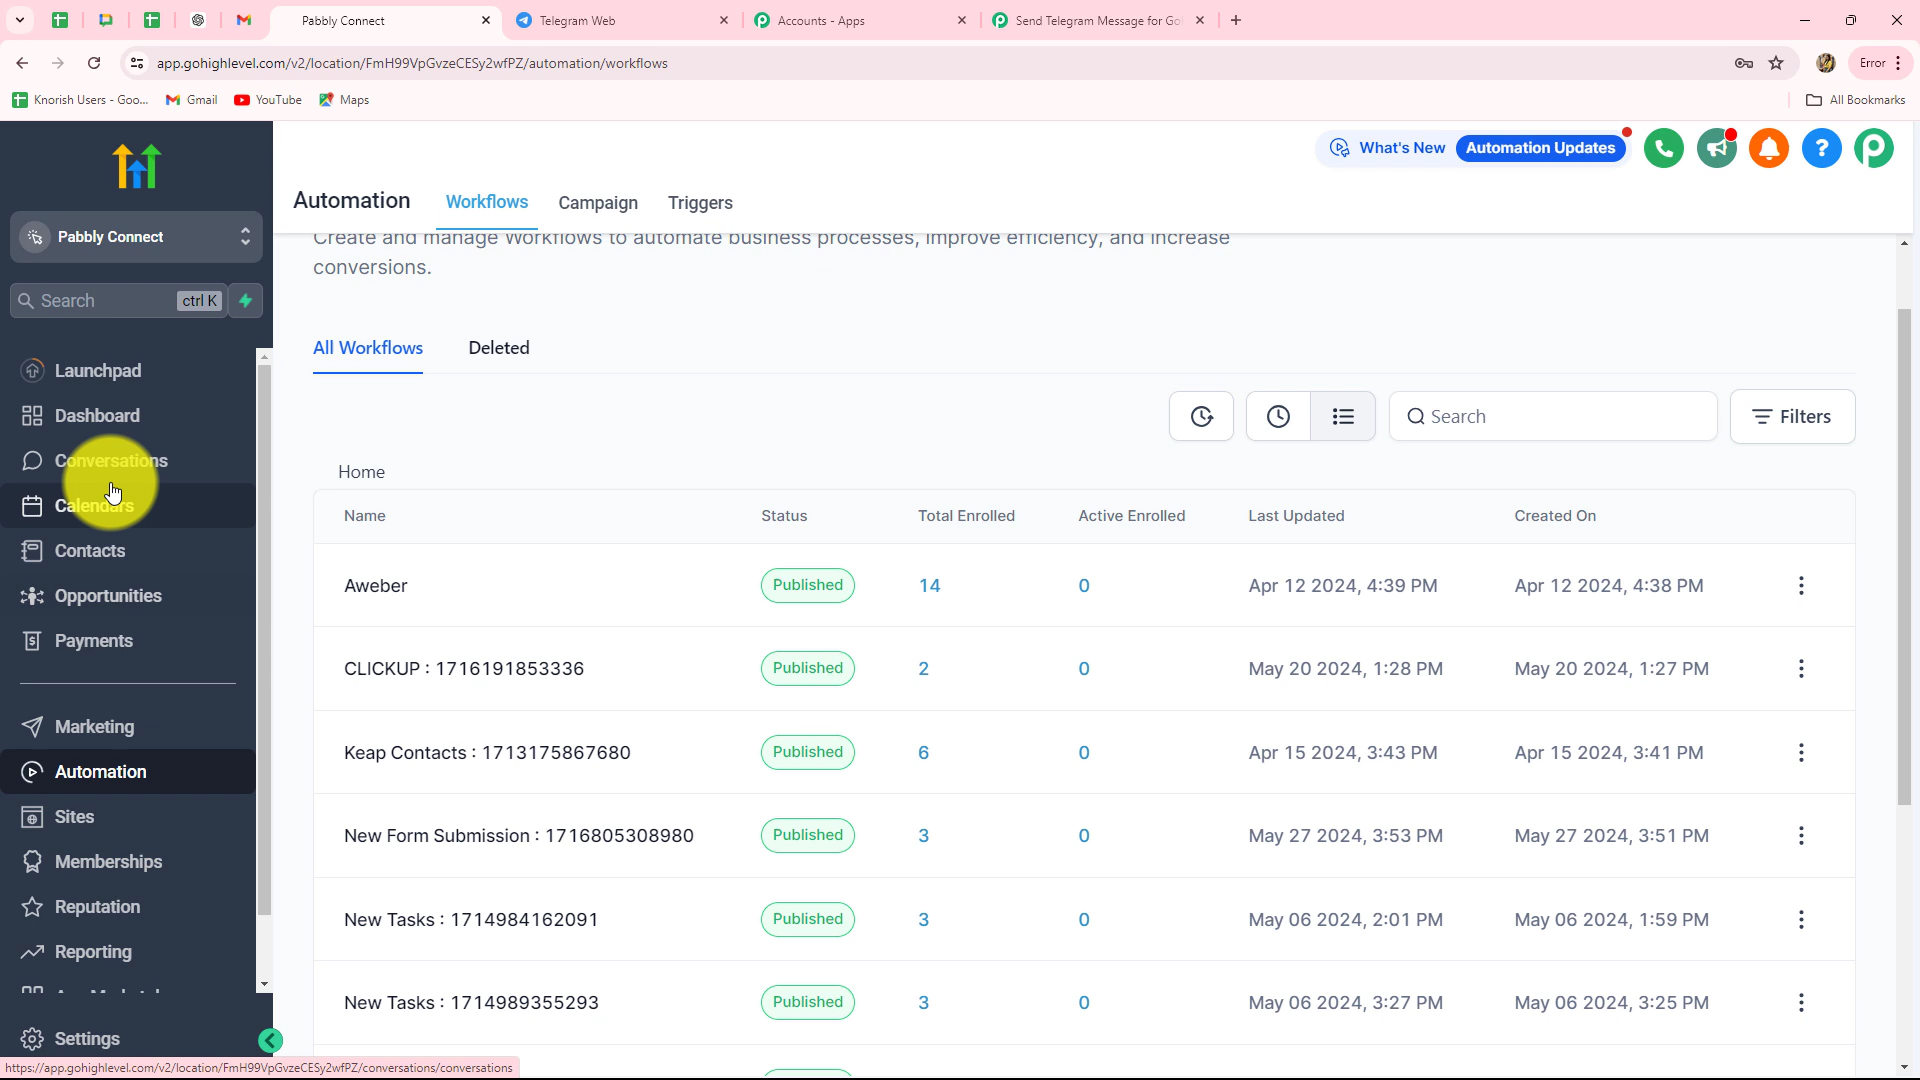 Pabbly Connect
Telegram Web
Accounts - Apps
Send Telegram Message for Go
app.gohighlevel.com/v2/location/FmH99VpGvzeCESy2wfPZ/automation/workflows
Error
Knorish Users - Goo...
Gmail
YouTube
Maps
All Bookmarks
What's New
Automation Updates
Automation
Workflows
Campaign
Triggers
Pabbly Connect
Search
ctrl K
Launchpad
Dashboard
Conversations
Calendars
Contacts
Opportunities
Payments
Marketing
Automation
Sites
Memberships
Reputation
Reporting
Settings
Create and manage Workflows to automate business processes, improve efficiency, and increase
conversions.
All Workflows
Deleted
Search
Filters
Home
Name Status Total Enrolled Active Enrolled Last Updated Created On
Aweber Published 14 0 Apr 12 2024, 4:39 PM Apr 12 2024, 4:38 PM
CLICKUP : 1716191853336 Published 2 0 May 20 2024, 1:28 PM May 20 2024, 1:27 PM
Keap Contacts : 1713175867680 Published 6 0 Apr 15 2024, 3:43 PM Apr 15 2024, 3:41 PM
New Form Submission : 1716805308980 Published 3 0 May 27 2024, 3:53 PM May 27 2024, 3:51 PM
New Tasks : 1714984162091 Published 3 0 May 06 2024, 2:01 PM May 06 2024, 1:59 PM
New Tasks : 1714989355293 Published 3 0 May 06 2024, 3:27 PM May 06 2024, 3:25 PM
https://app.gohighlevel.com/v2/location/FmH99VpGvzeCESy2wfPZ/conversations/conversations